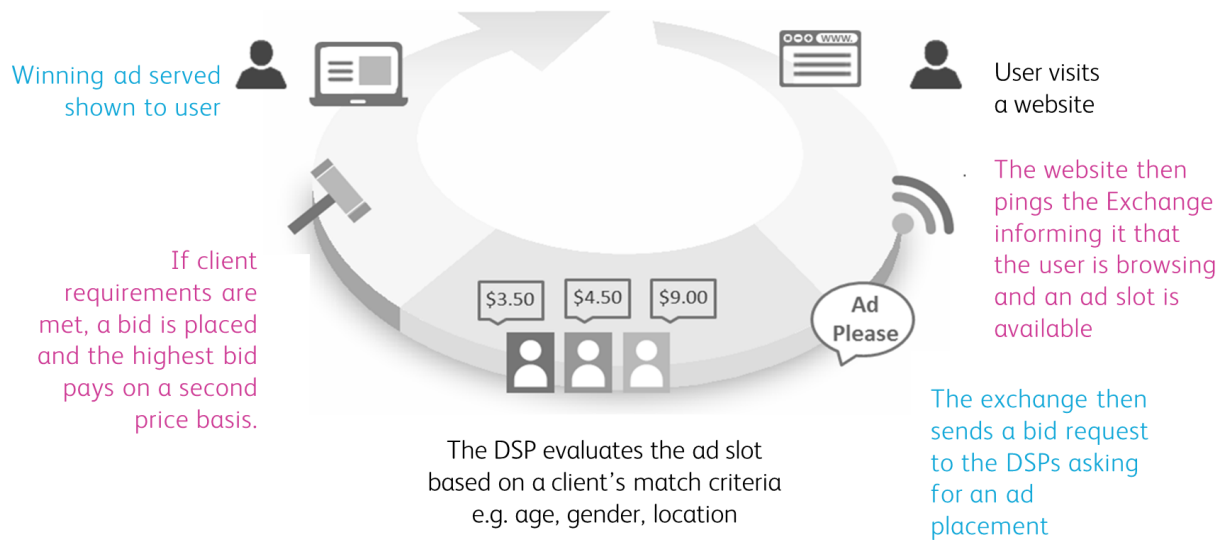 www.
User visits
a website
The website then
pings the Exchange
informing it that
the user is browsing
and an ad slot is
available
Ad
Please
The exchange then
sends a bid request
to the DSPs asking
for an ad
placement
$3.50
$4.50
$9.00
The DSP evaluates the ad slot
based on a client's match criteria
e.g. age, gender, location
If client
requirements are
met, a bid is placed
and the highest bid
pays on a second
price basis.
Winning ad served
shown to user